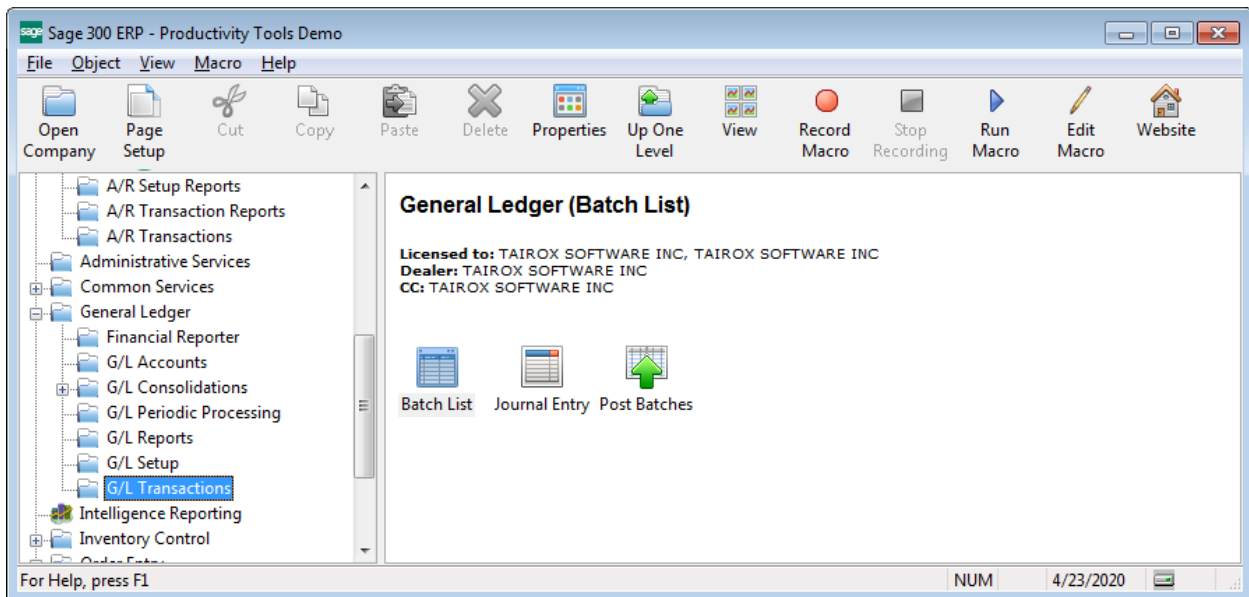 sage Sage 300 ERP - Productivity Tools Demo
File Object View Macro Help
Open Company
Page Setup
Cut
Copy
Paste
Delete
Properties
Up One Level
View
Record Macro
Stop Recording
Run Macro
Edit Macro
Website
A/R Setup Reports
A/R Transaction Reports
A/R Transactions
Administrative Services
Common Services
General Ledger
Financial Reporter
G/L Accounts
G/L Consolidations
G/L Periodic Processing
G/L Reports
G/L Setup
G/L Transactions
Intelligence Reporting
Inventory Control
Order Entry
General Ledger (Batch List)
Licensed to: TAIROX SOFTWARE INC, TAIROX SOFTWARE INC
Dealer: TAIROX SOFTWARE INC
CC: TAIROX SOFTWARE INC
Batch List
Journal Entry
Post Batches
For Help, press F1
NUM
4/23/2020